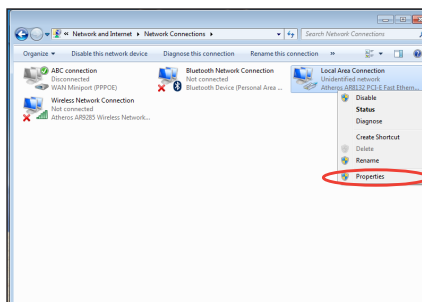 « Network and Internet ▸ Network Connections ▸
Search Network Connections
Organize ▾ Disable this network device Diagnose this connection Rename this connection »
ABC connection
Disconnected
WAN Miniport (PPPOE)
Bluetooth Network Connection
Not connected
Bluetooth Device (Personal Area ...
Local Area Connection
Unidentified network
Atheros AR8132 PCI-E Fast Ethern...
Wireless Network Connection
Not connected
Atheros AR9285 Wireless Network...
Disable
Status
Diagnose
Create Shortcut
Delete
Rename
Properties